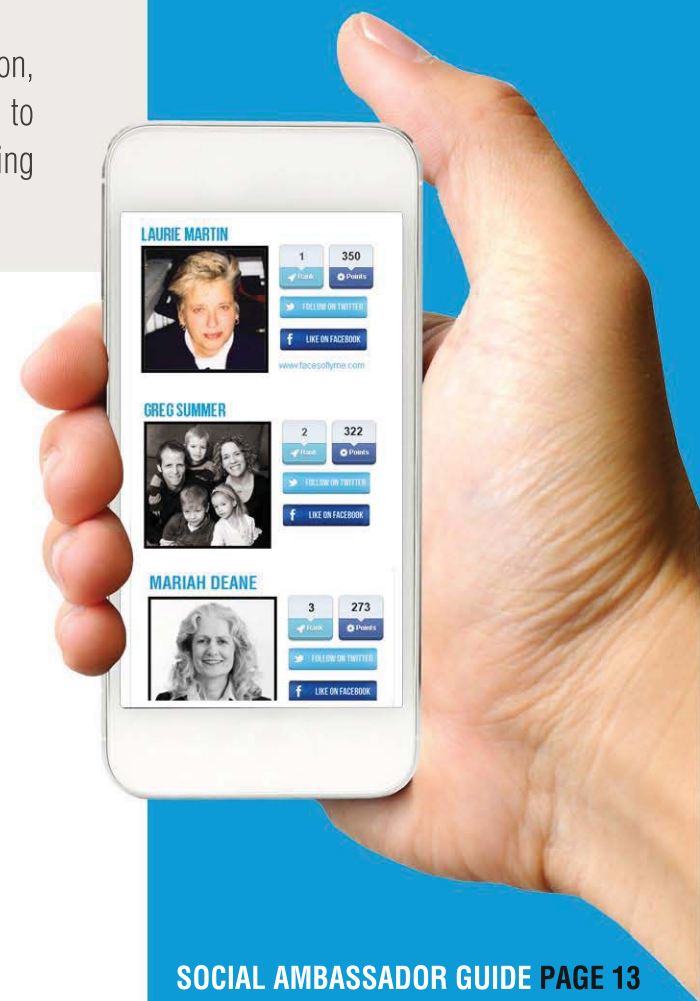 on,
to
ing
LAURIE MARTIN
1
350
Rank
Points
FOLLOW ON TWITTER
LIKE ON FACEBOOK
www.facesoflyme.com
GREG SUMMER
2
322
Rank
Points
FOLLOW ON TWITTER
LIKE ON FACEBOOK
MARIAH DEANE
3
273
Rank
Points
FOLLOW ON TWITTER
LIKE ON FACEBOOK
SOCIAL AMBASSADOR GUIDE PAGE 13